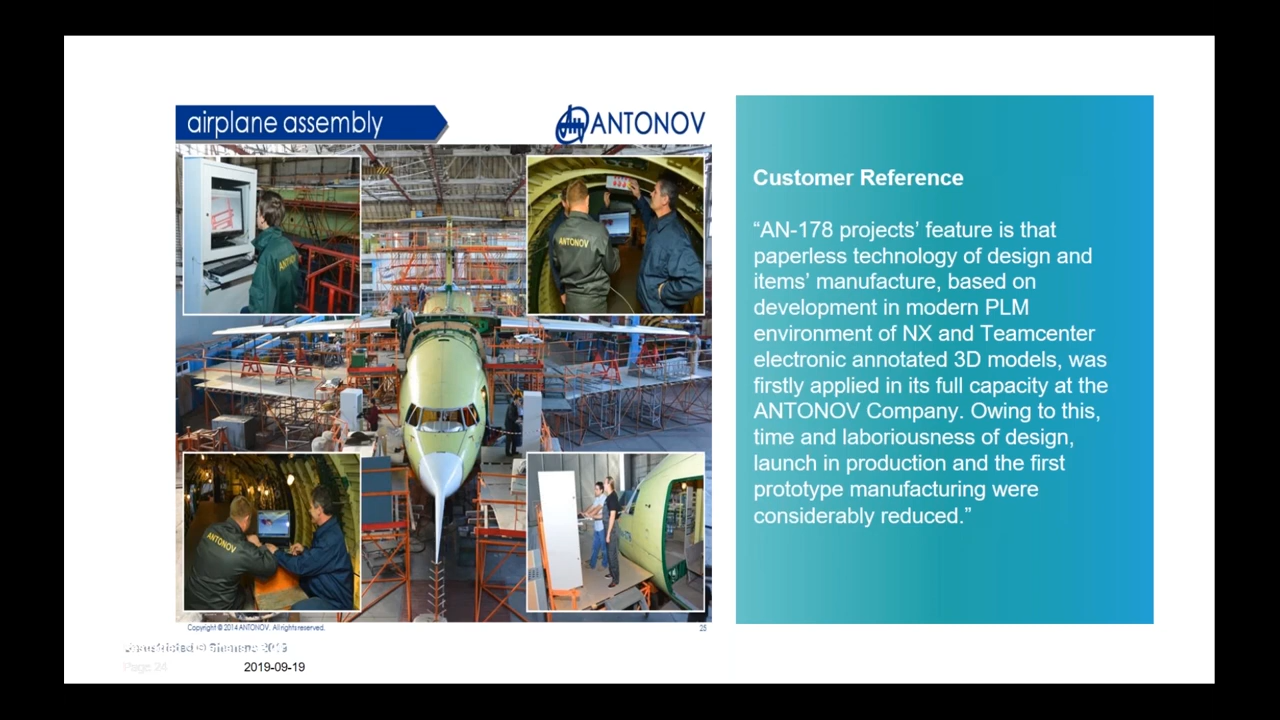 airplane assembly
ANTONOV
Customer Reference
“AN-178 projects’ feature is that
paperless technology of design and
items’ manufacture, based on
development in modern PLM
environment of NX and Teamcenter
electronic annotated 3D models, was
firstly applied in its full capacity at the
ANTONOV Company. Owing to this,
time and laboriousness of design,
launch in production and the first
prototype manufacturing were
considerably reduced.”
ANTONOV
ANTONOV
ANTONOV
Copyright © 2014 ANTONOV. All rights reserved.
25
Unrestricted © Siemens 2019
Page 24
2019-09-19